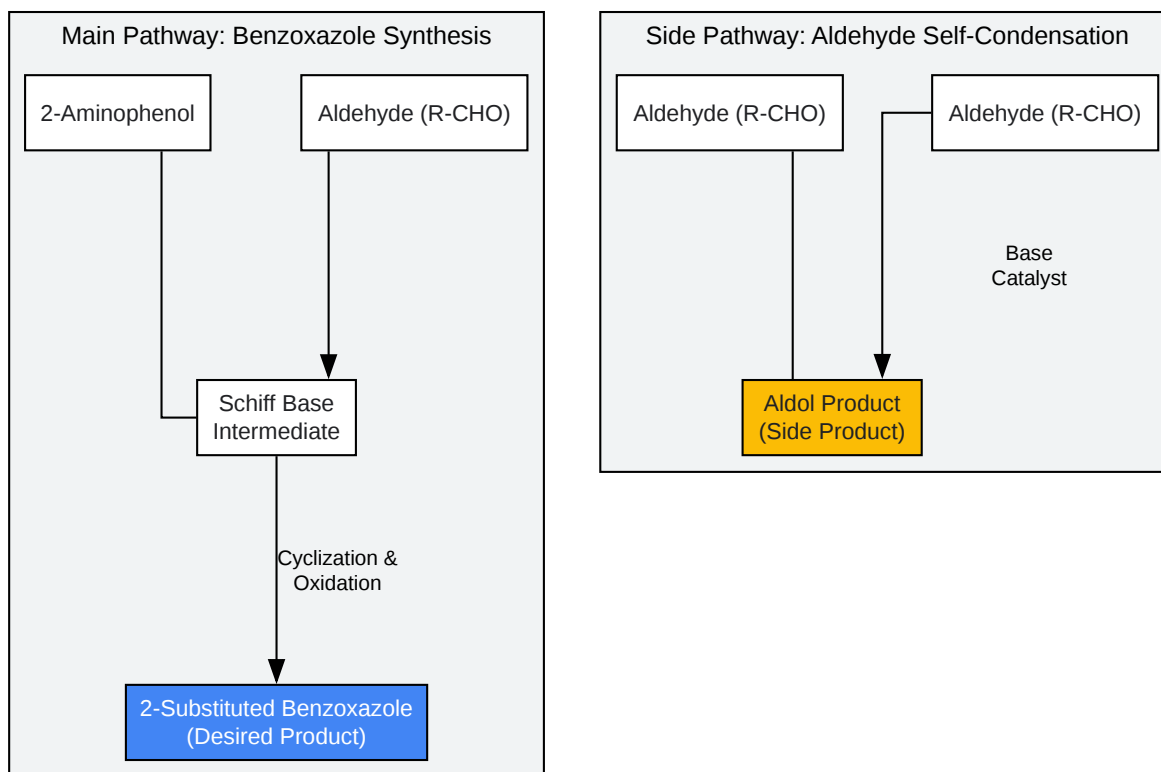 Main Pathway: Benzoxazole Synthesis
2-Aminophenol
Aldehyde (R-CHO)
Schiff Base
Intermediate
Cyclization &
Oxidation
2-Substituted Benzoxazole
(Desired Product)
Side Pathway: Aldehyde Self-Condensation
Aldehyde (R-CHO)
Aldehyde (R-CHO)
Base
Catalyst
Aldol Product
(Side Product)